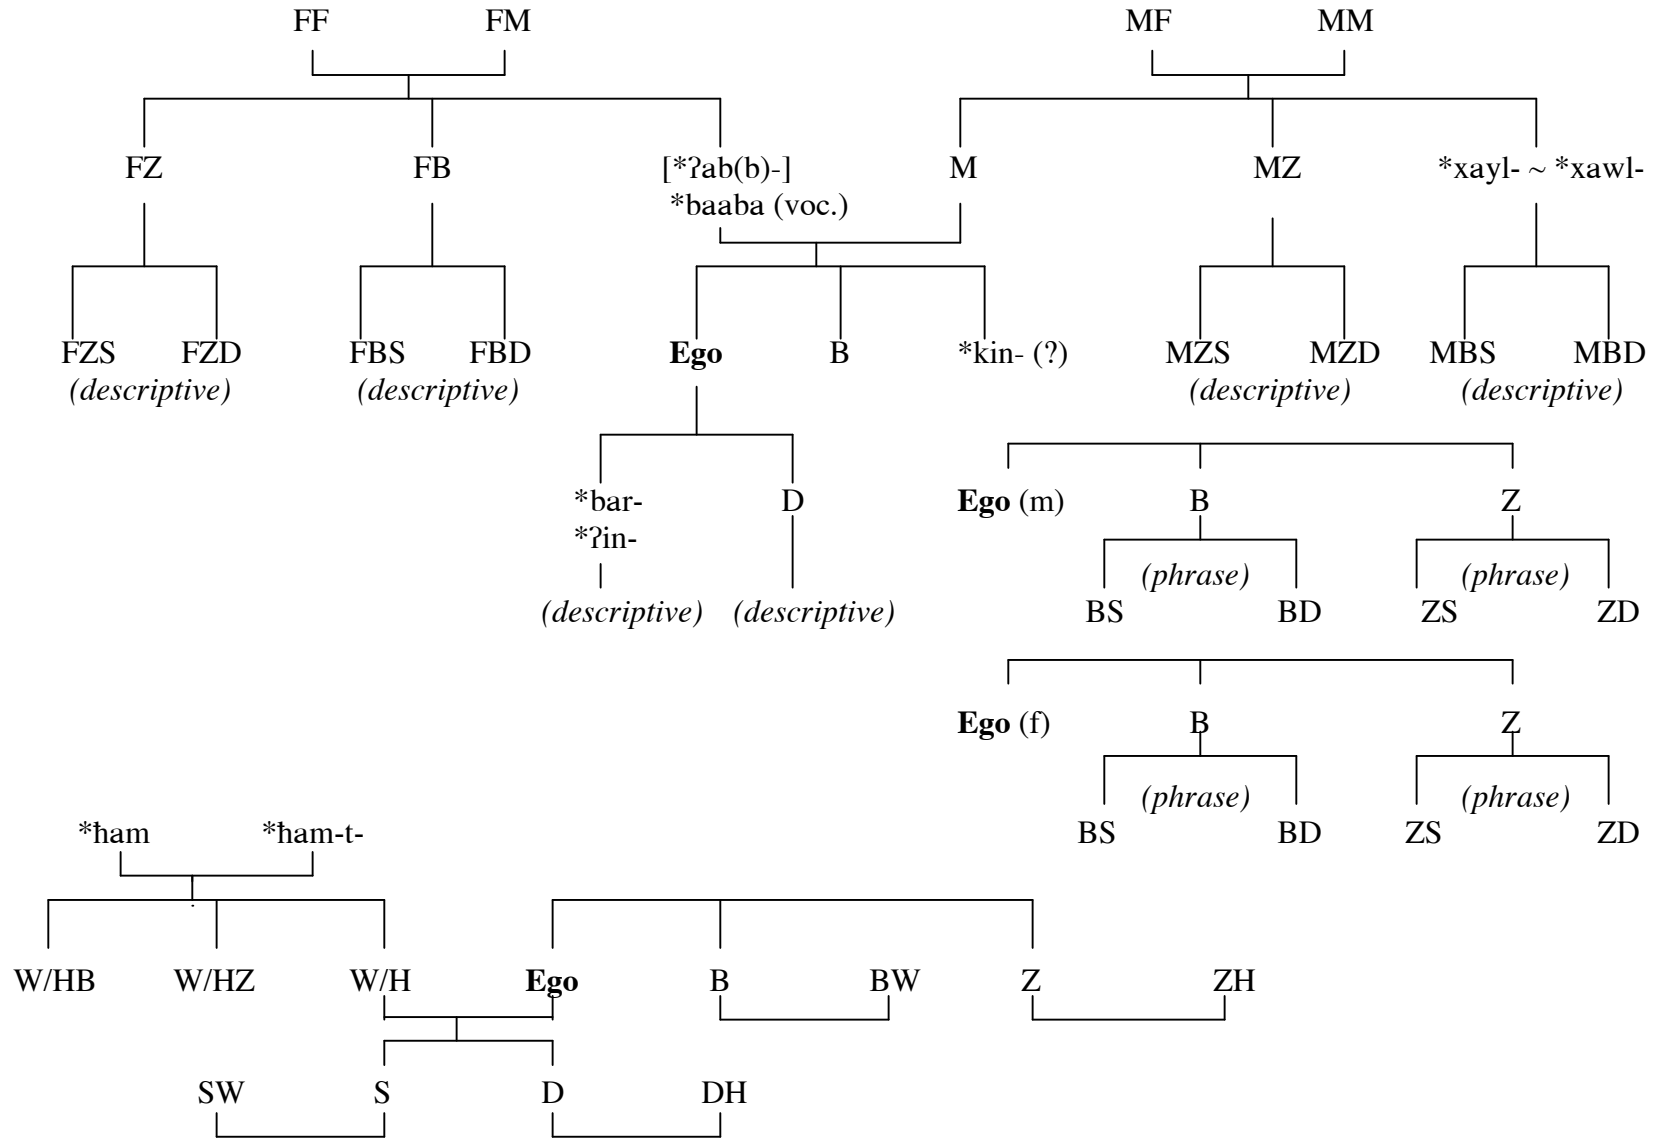 FF FM MF MM
FZ FB [*ʔab(b)-] M MZ *xayl- ~ *xawl-
*baaba (voc.)
FZS FZD FBS FBD Ego B *kin- (?) MZS MZD MBS MBD
(descriptive) (descriptive) (descriptive) (descriptive)
*bar- D Ego (m) B Z
*ʔin-
(phrase) (phrase)
(descriptive) (descriptive) BS BD ZS ZD
Ego (f) B Z
(phrase) (phrase)
*ħam *ħam-t- BS BD ZS ZD
W/HB W/HZ W/H Ego B BW Z ZH
SW S D DH